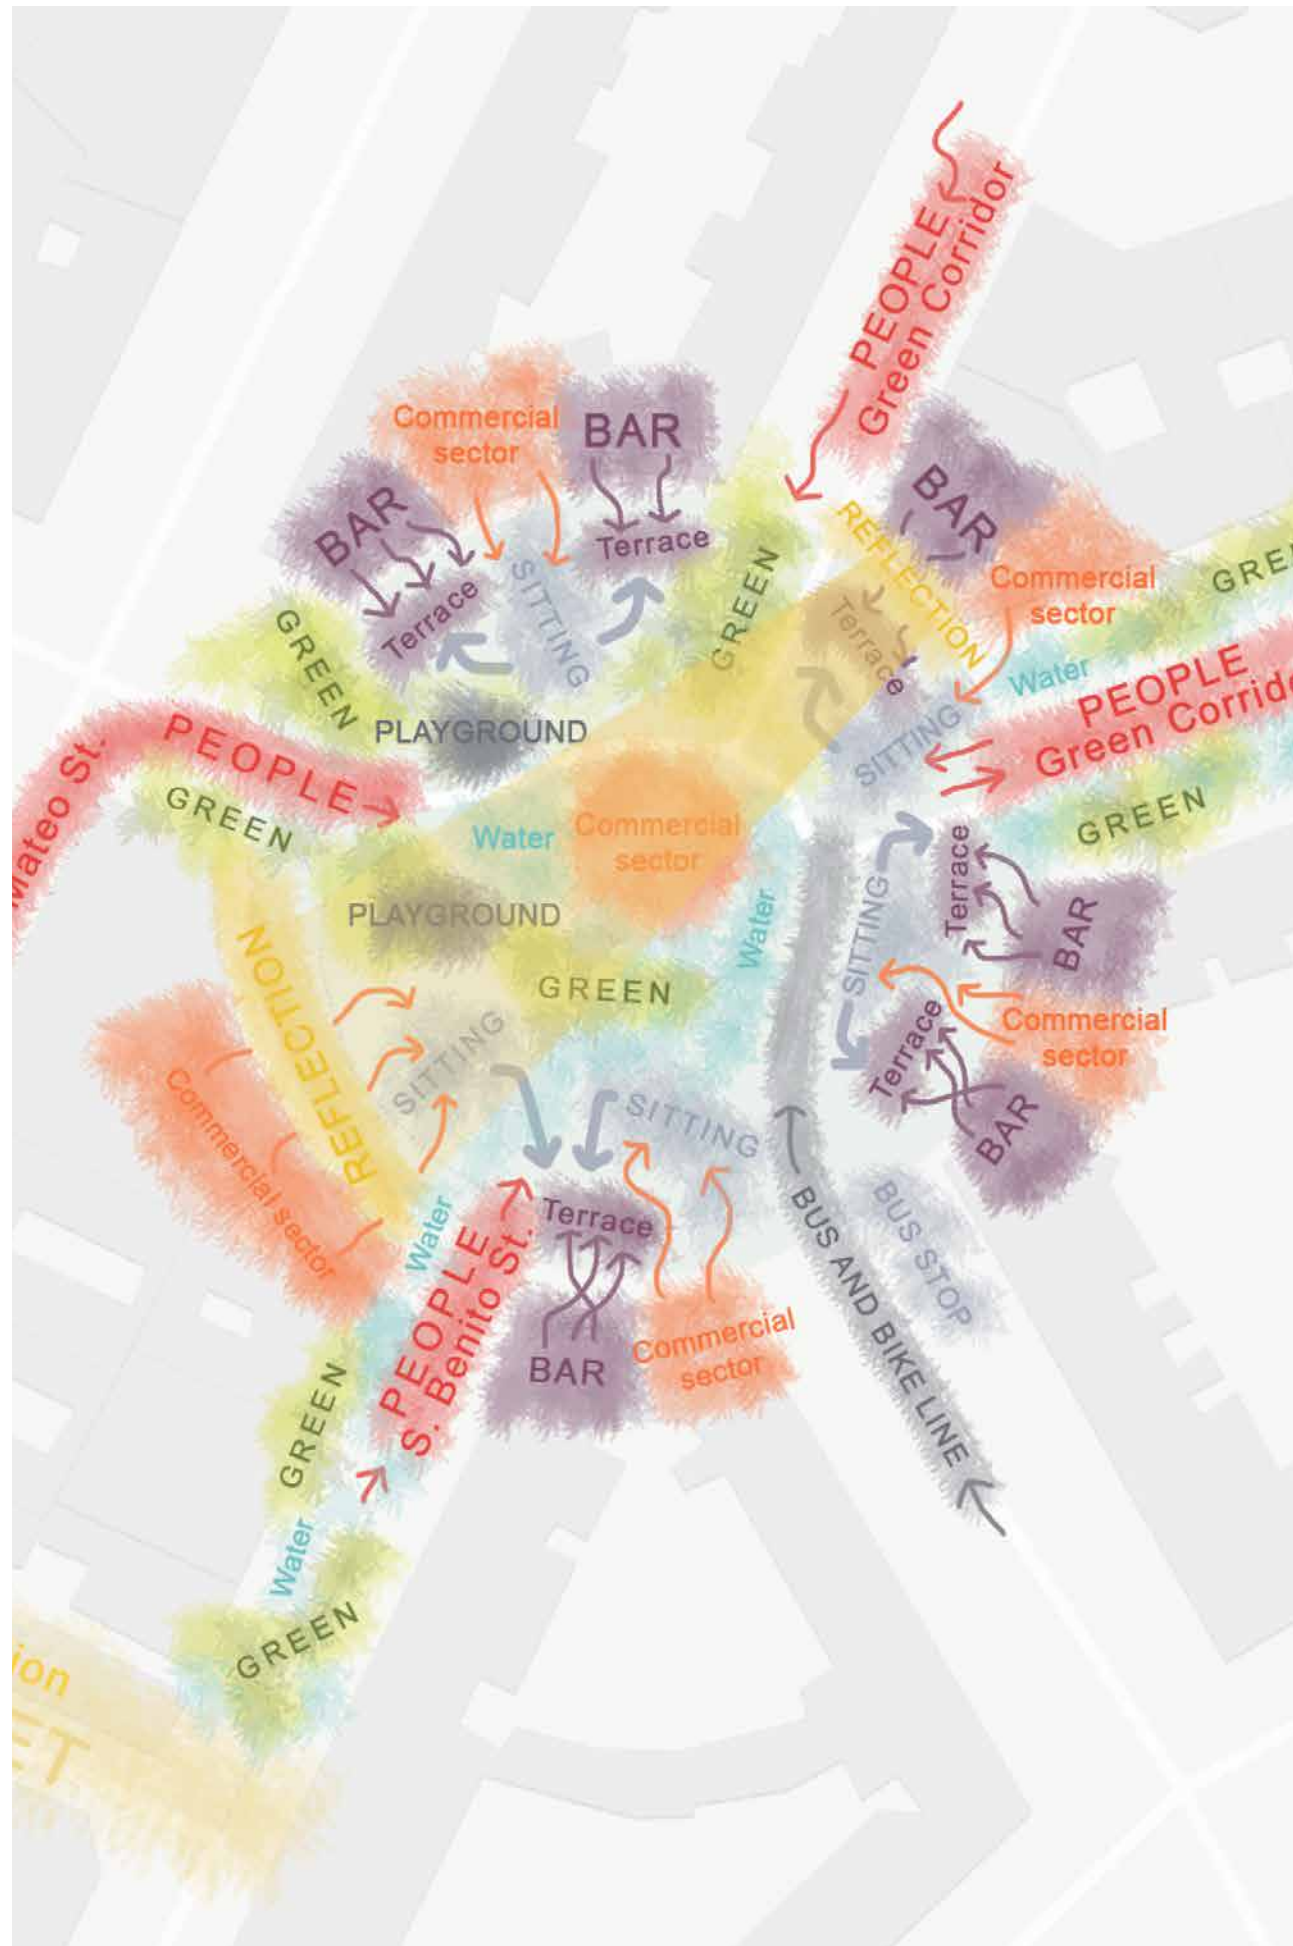 PEOPLE
Green Corridor
Commercial
sector
BAR
BAR
BAR
Terrace
REFLECTION
Commercial
sector
GREE
SITTING
Terrace
GREEN
Terrace
GREEN
Water
PEOPLE
Green Corrido
PLAYGROUND
SITTING
PEOPLE
Mateo St.
GREEN
GREEN
Water
Commercial
sector
Terrace
PLAYGROUND
Water
SITTING
BAR
REFLECTION
GREEN
Commercial
sector
Terrace
SITTING
SITTING
BAR
Commercial sector
Water
PEOPLE
S. Benito St.
Terrace
BUS STOP
BUS AND BIKE LINE
BAR
Commercial
sector
GREEN
Water
GREEN
ion
ET